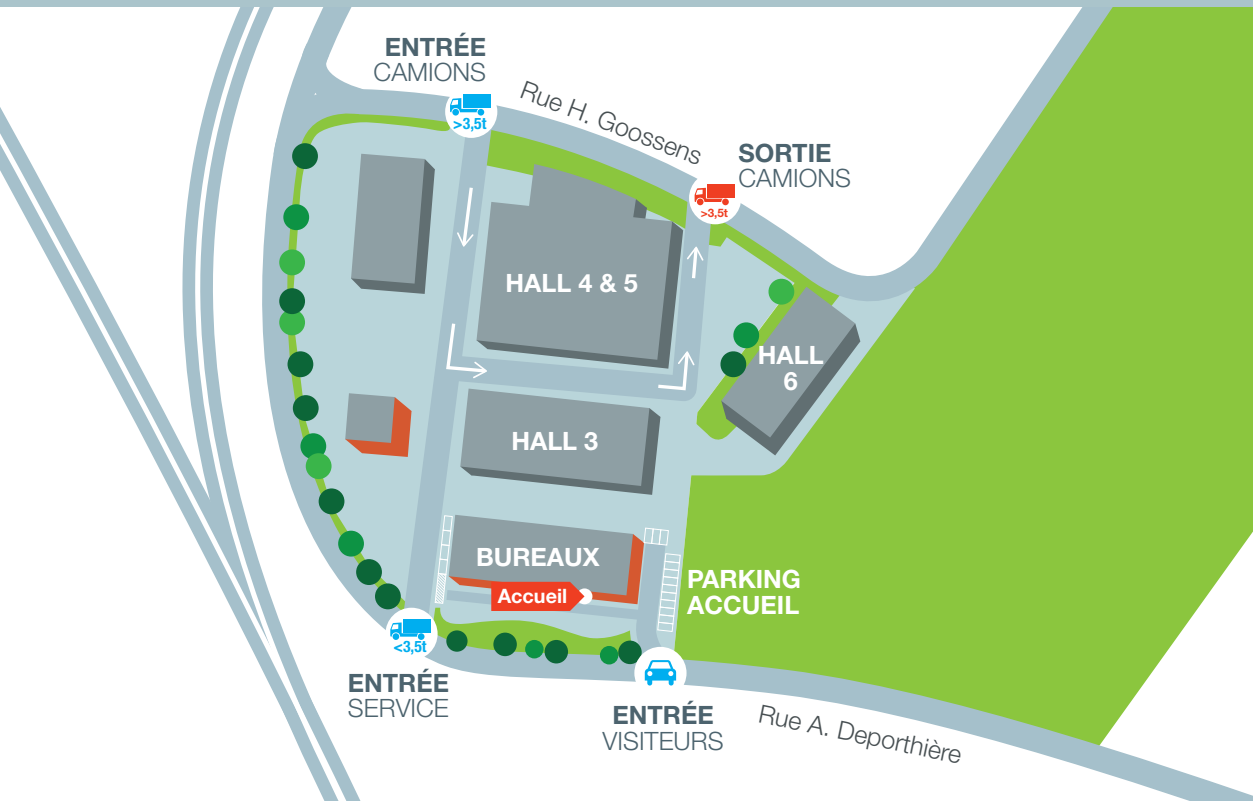 ENTRÉE
CAMIONS
>3,5t
Rue H. Goossens
SORTIE
CAMIONS
>3,5t
HALL 4 & 5
HALL
6
HALL 3
BUREAUX
Accueil
PARKING
ACCUEIL
<3,5t
ENTRÉE
SERVICE
ENTRÉE
VISITEURS
Rue A. Deporthière